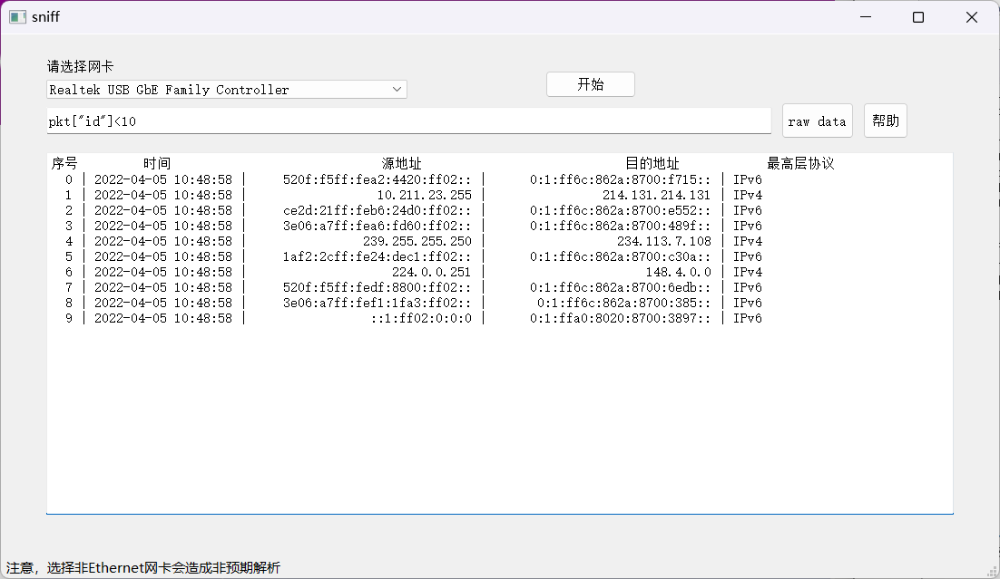 sniff
请选择网卡
Realtek USB GbE Family Controller
开始
pkt["id"]<10
raw data
帮助
序号 时间 源地址 目的地址 最高层协议
0 | 2022-04-05 10:48:58 | 520f:f5ff:fea2:4420:ff02:: | 0:1:ff6c:862a:8700:f715:: | IPv6
1 | 2022-04-05 10:48:58 | 10.211.23.255 | 214.131.214.131 | IPv4
2 | 2022-04-05 10:48:58 | ce2d:21ff:feb6:24d0:ff02:: | 0:1:ff6c:862a:8700:e552:: | IPv6
3 | 2022-04-05 10:48:58 | 3e06:a7ff:fea6:fd60:ff02:: | 0:1:ff6c:862a:8700:489f:: | IPv6
4 | 2022-04-05 10:48:58 | 239.255.255.250 | 234.113.7.108 | IPv4
5 | 2022-04-05 10:48:58 | 1af2:2cff:fe24:dec1:ff02:: | 0:1:ff6c:862a:8700:c30a:: | IPv6
6 | 2022-04-05 10:48:58 | 224.0.0.251 | 148.4.0.0 | IPv4
7 | 2022-04-05 10:48:58 | 520f:f5ff:fedf:8800:ff02:: | 0:1:ff6c:862a:8700:6edb:: | IPv6
8 | 2022-04-05 10:48:58 | 3e06:a7ff:fef1:1fa3:ff02:: | 0:1:ff6c:862a:8700:385:: | IPv6
9 | 2022-04-05 10:48:58 | ::1:ff02:0:0:0 | 0:1:ffa0:8020:8700:3897:: | IPv6
注意，选择非Ethernet网卡会造成非预期解析